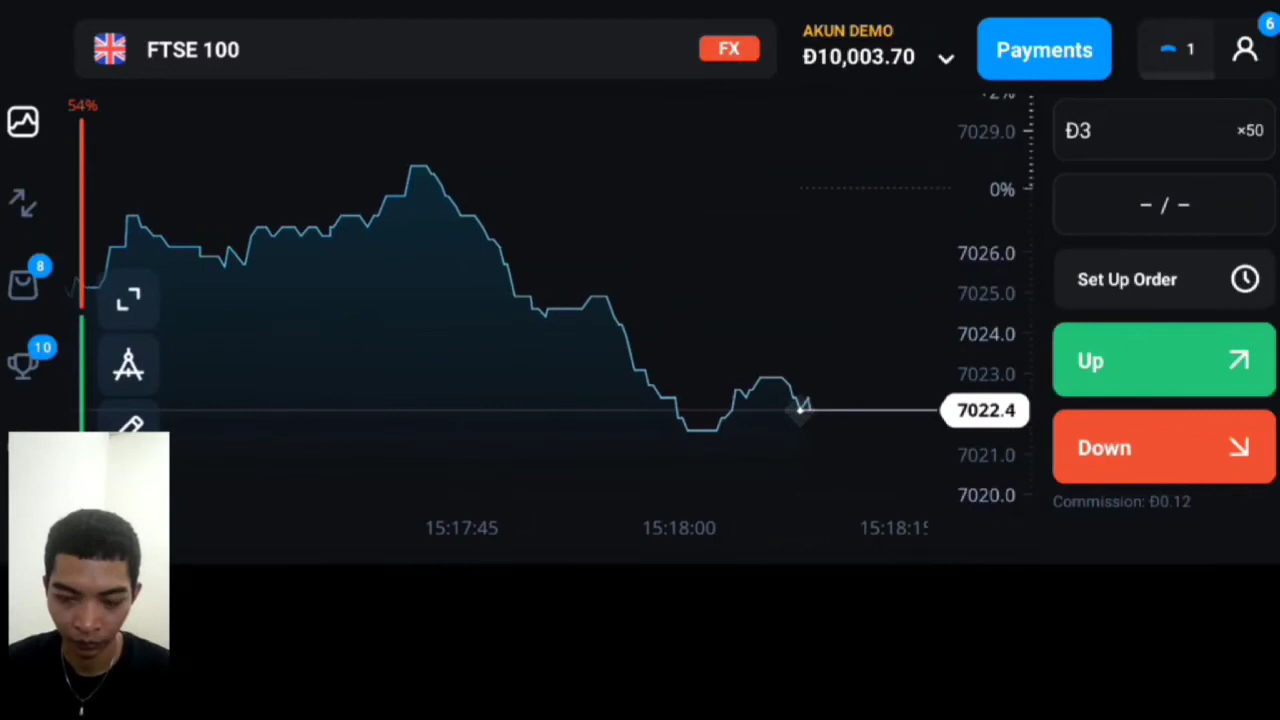 FTSE 100
FX
AKUN DEMO
Đ10,003.70
Payments
1
6
54%
8
10
7029.0
0%
7026.0
7025.0
7024.0
7023.0
7022.4
7021.0
7020.0
15:17:45
15:18:00
Đ3
×50
– / –
Set Up Order
Up
Down
Commission: Đ0.12